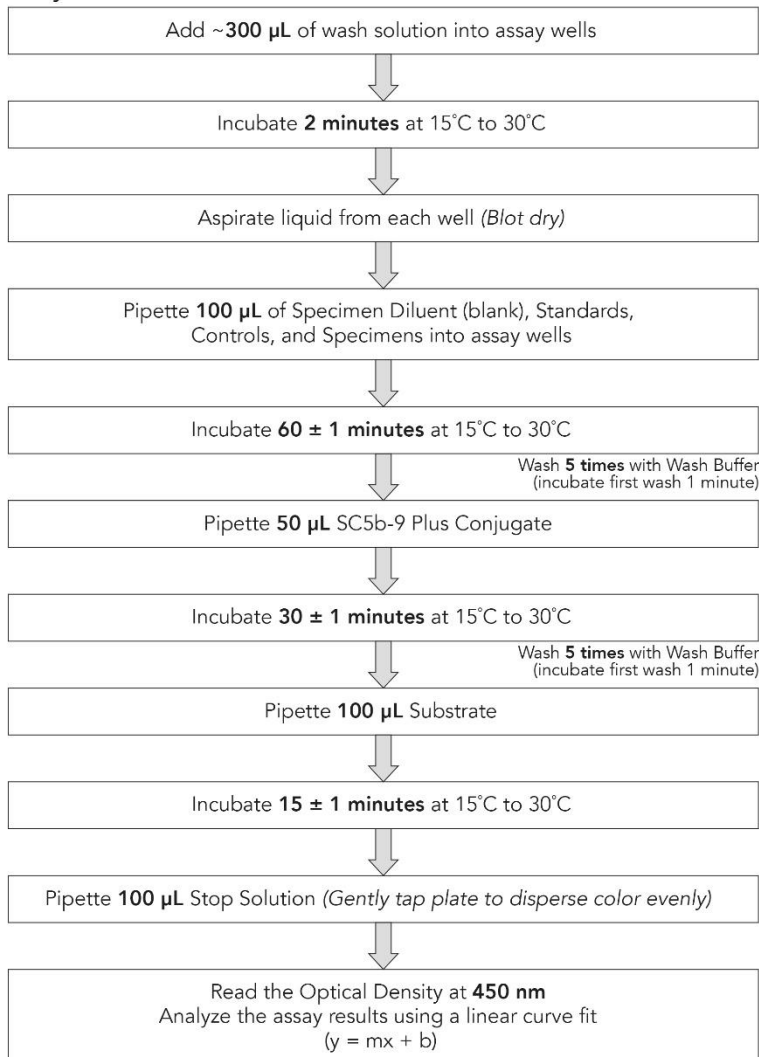 Add ~300 µL of wash solution into assay wells
Incubate 2 minutes at 15˚C to 30˚C
Aspirate liquid from each well (Blot dry)
Pipette 100 µL of Specimen Diluent (blank), Standards,
Controls, and Specimens into assay wells
Incubate 60 ± 1 minutes at 15˚C to 30˚C
Wash 5 times with Wash Buffer
(incubate first wash 1 minute)
Pipette 50 µL SC5b-9 Plus Conjugate
Incubate 30 ± 1 minutes at 15˚C to 30˚C
Wash 5 times with Wash Buffer
(incubate first wash 1 minute)
Pipette 100 µL Substrate
Incubate 15 ± 1 minutes at 15˚C to 30˚C
Pipette 100 µL Stop Solution (Gently tap plate to disperse color evenly)
Read the Optical Density at 450 nm
Analyze the assay results using a linear curve fit
(y = mx + b)